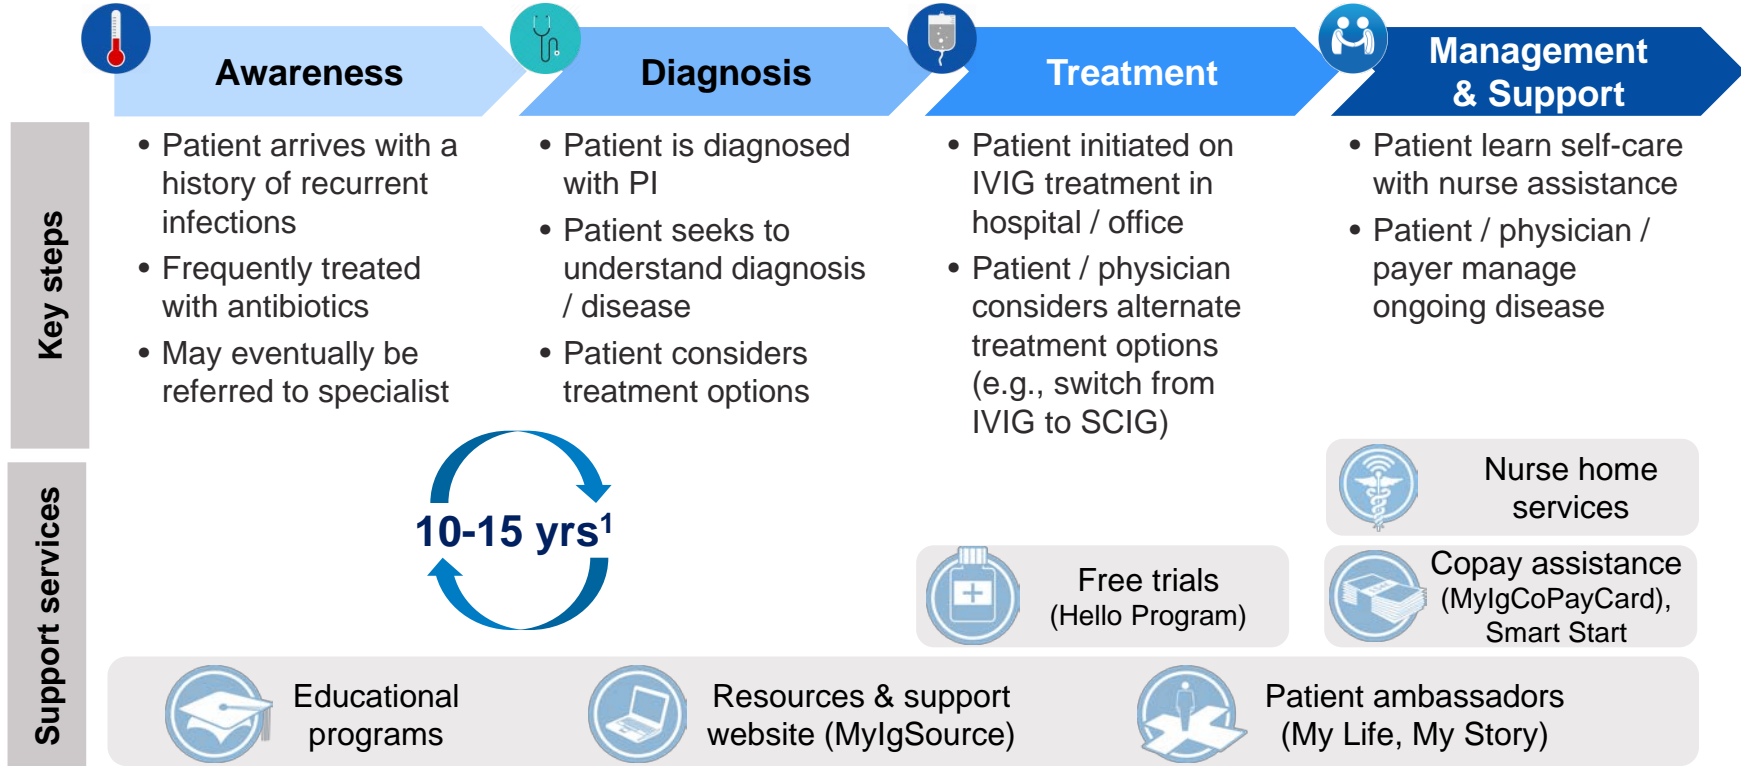 Awareness
Diagnosis
Treatment
Management
& Support
Key steps
• Patient arrives with a
history of recurrent
infections
• Frequently treated
with antibiotics
• May eventually be
referred to specialist
• Patient is diagnosed
with PI
• Patient seeks to
understand diagnosis
/ disease
• Patient considers
treatment options
• Patient initiated on
IVIG treatment in
hospital / office
• Patient / physician
considers alternate
treatment options
(e.g., switch from
IVIG to SCIG)
• Patient learn self-care
with nurse assistance
• Patient / physician /
payer manage
ongoing disease
Support services
10-15 yrs¹
Nurse home
services
Free trials
(Hello Program)
Copay assistance
(MyIgCoPayCard),
Smart Start
Educational
programs
Resources & support
website (MyIgSource)
Patient ambassadors
(My Life, My Story)